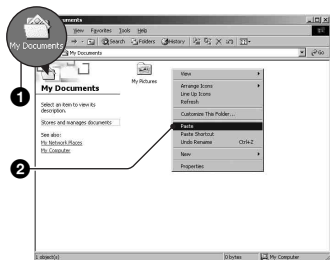 My Documents
ocuments
View Favorites Tools Help
Search Folders History
My Documents
Go
1
My Documents
Select an item to view its
description.
Stores and manages documents
See also:
My Network Places
My Computer
My Pictures
View
Arrange Icons
Line Up Icons
Refresh
Customize This Folder...
Paste
Paste Shortcut
Undo Rename Ctrl+Z
New
Properties
2
1 object(s) 0 bytes My Computer